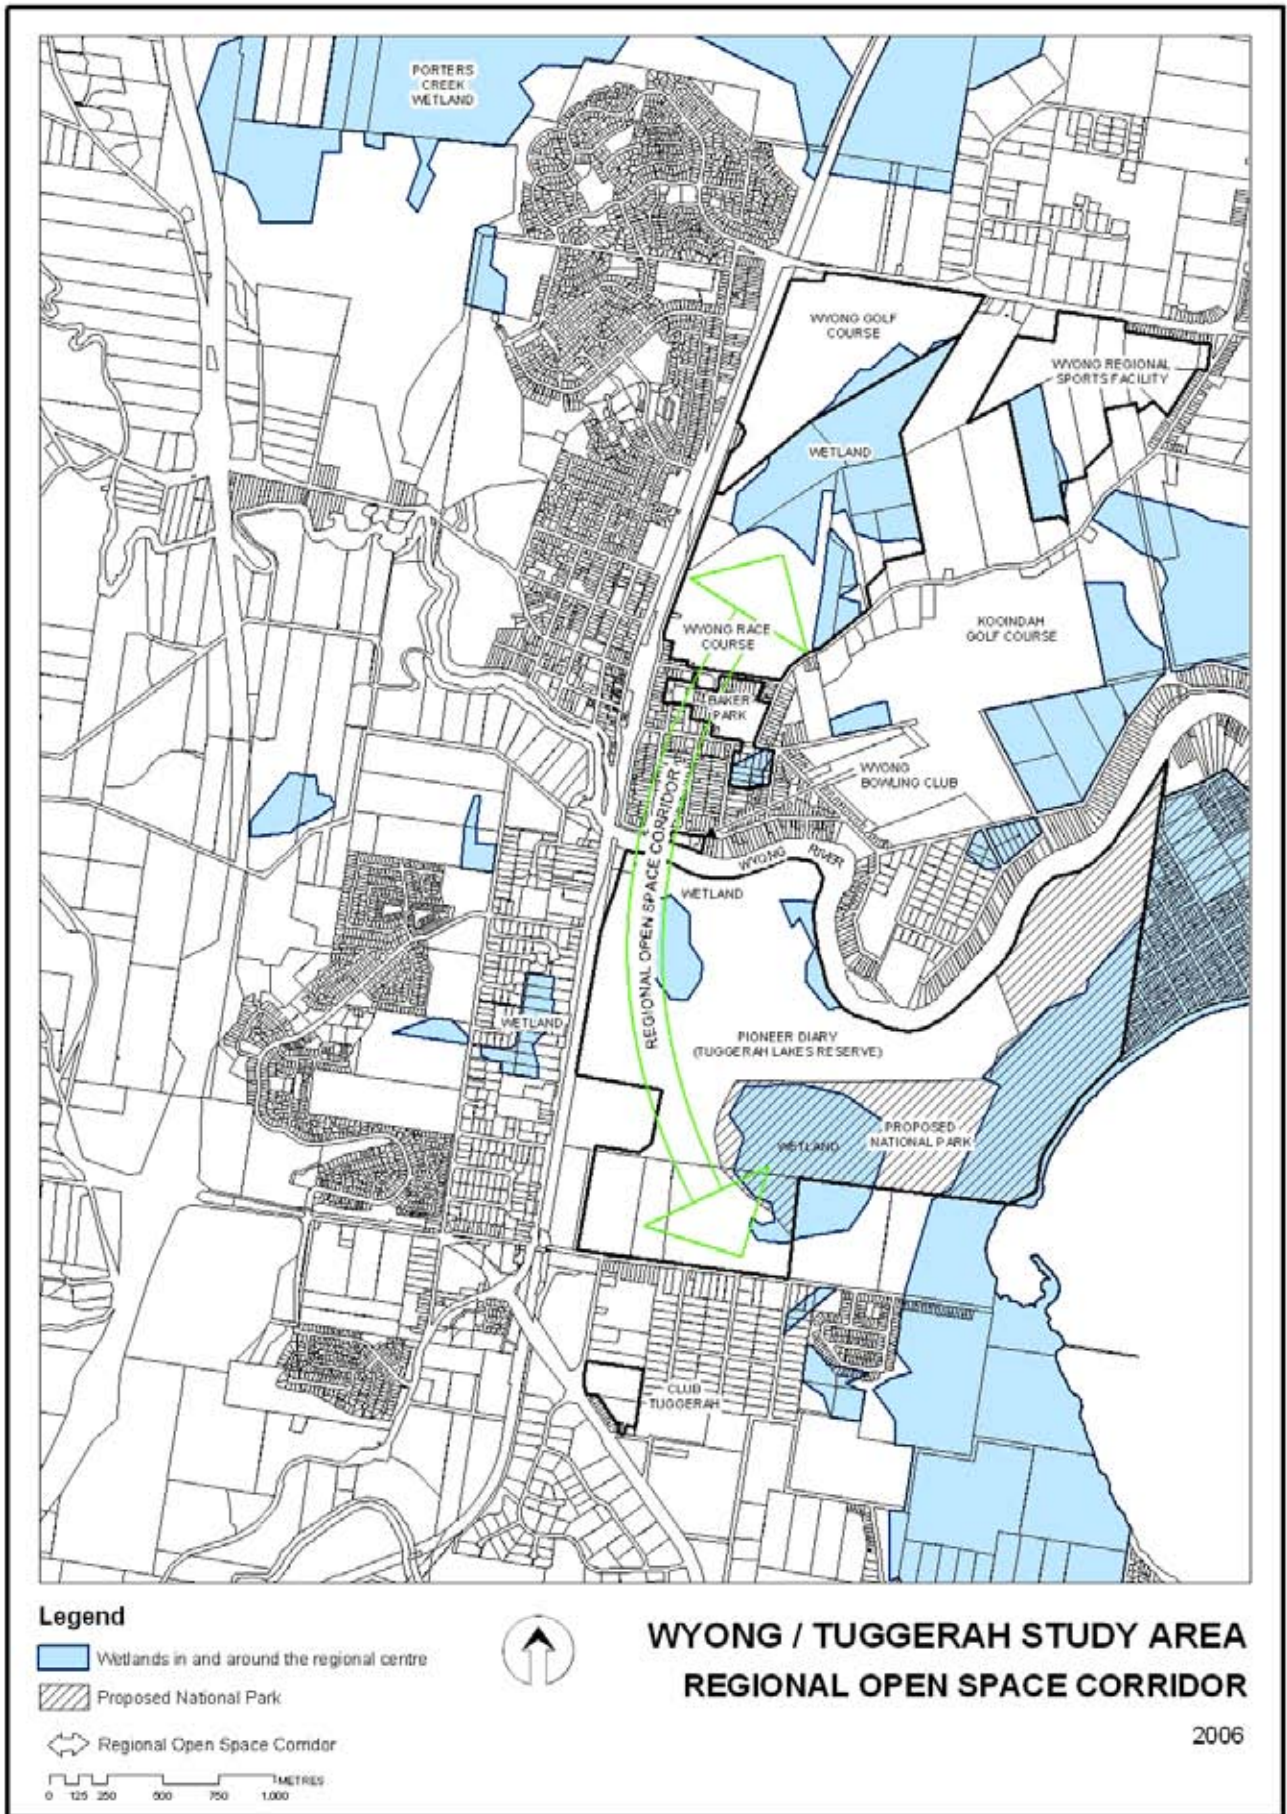 PORTERS
CREEK
WETLAND
WYONG GOLF
COURSE
WYONG REGIONAL
SPORTS FACILITY
WETLAND
WYONG RACE
COURSE
KOOINDAH
GOLF COURSE
BAKER
PARK
WYONG
BOWLING CLUB
REGIONAL OPEN SPACE CORRIDOR
WYONG RIVER
WETLAND
WETLAND
PIONEER DIARY
(TUGGERAH LAKES RESERVE)
PROPOSED
NATIONAL PARK
WETLAND
CLUB
TUGGERAH
Legend
Wetlands in and around the regional centre
Proposed National Park
Regional Open Space Corridor
METRES
0 125 250 500 750 1,000
WYONG / TUGGERAH STUDY AREA
REGIONAL OPEN SPACE CORRIDOR
2006